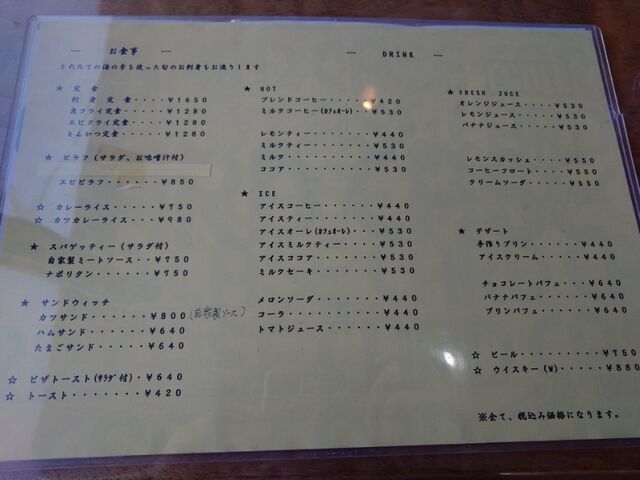 ― お食事 ―
とれたての海の幸を使った旬のお刺身をお造りします
★ 定 食
刺 身 定 食・・・・¥1650
魚フライ定食・・・・¥1280
エビフライ定食・・・・¥1280
とんかつ定食・・・・¥1280
★ ピラフ (サラダ、お味噌汁付)
エビピラフ・・・・・・¥850
☆ カレーライス・・・・¥750
☆ カツカレーライス・・¥980
★ スパゲッティー (サラダ付)
自家製ミートソース・・¥750
ナポリタン・・・・・・¥750
★ サンドウィッチ
カツサンド・・・・・・¥800 (自家製ソース)
ハムサンド・・・・・・¥640
たまごサンド・・・・・¥640
☆ ピザトースト(サラダ付)・¥640
☆ トースト・・・・・・・¥420
― DRINK ―
★ HOT
ブレンドコーヒー・・・・¥420
ミルクコーヒー(カフェオーレ)・・¥530
レモンティー・・・・・・¥440
ミルクティー・・・・・・¥530
ミルク・・・・・・・・・¥440
ココア・・・・・・・・・¥530
★ ICE
アイスコーヒー・・・・・¥440
アイスティー・・・・・・¥440
アイスオーレ(カフェオーレ)・・・¥530
アイスミルクティー・・・¥530
アイスココア・・・・・・¥530
ミルクセーキ・・・・・・¥530
メロンソーダ・・・・・・¥440
コーラ・・・・・・・・・¥440
トマトジュース・・・・・¥440
★ FRESH JUCE
オレンジジュース・・・・・¥530
レモンジュース・・・・・・¥530
バナナジュース・・・・・・¥530
レモンスカッシュ・・・・・¥550
コーヒーフロート・・・・・¥550
クリームソーダ・・・・・・¥550
★ デザート
手作りプリン・・・・・・¥440
アイスクリーム・・・・・¥440
チョコレートパフェ・・・¥640
バナナパフェ・・・・・・¥640
プリンパフェ・・・・・・¥640
☆ ビール・・・・・・・・・¥750
☆ ウイスキー(W)・・・・・¥880
※全て、税込み価格になります。